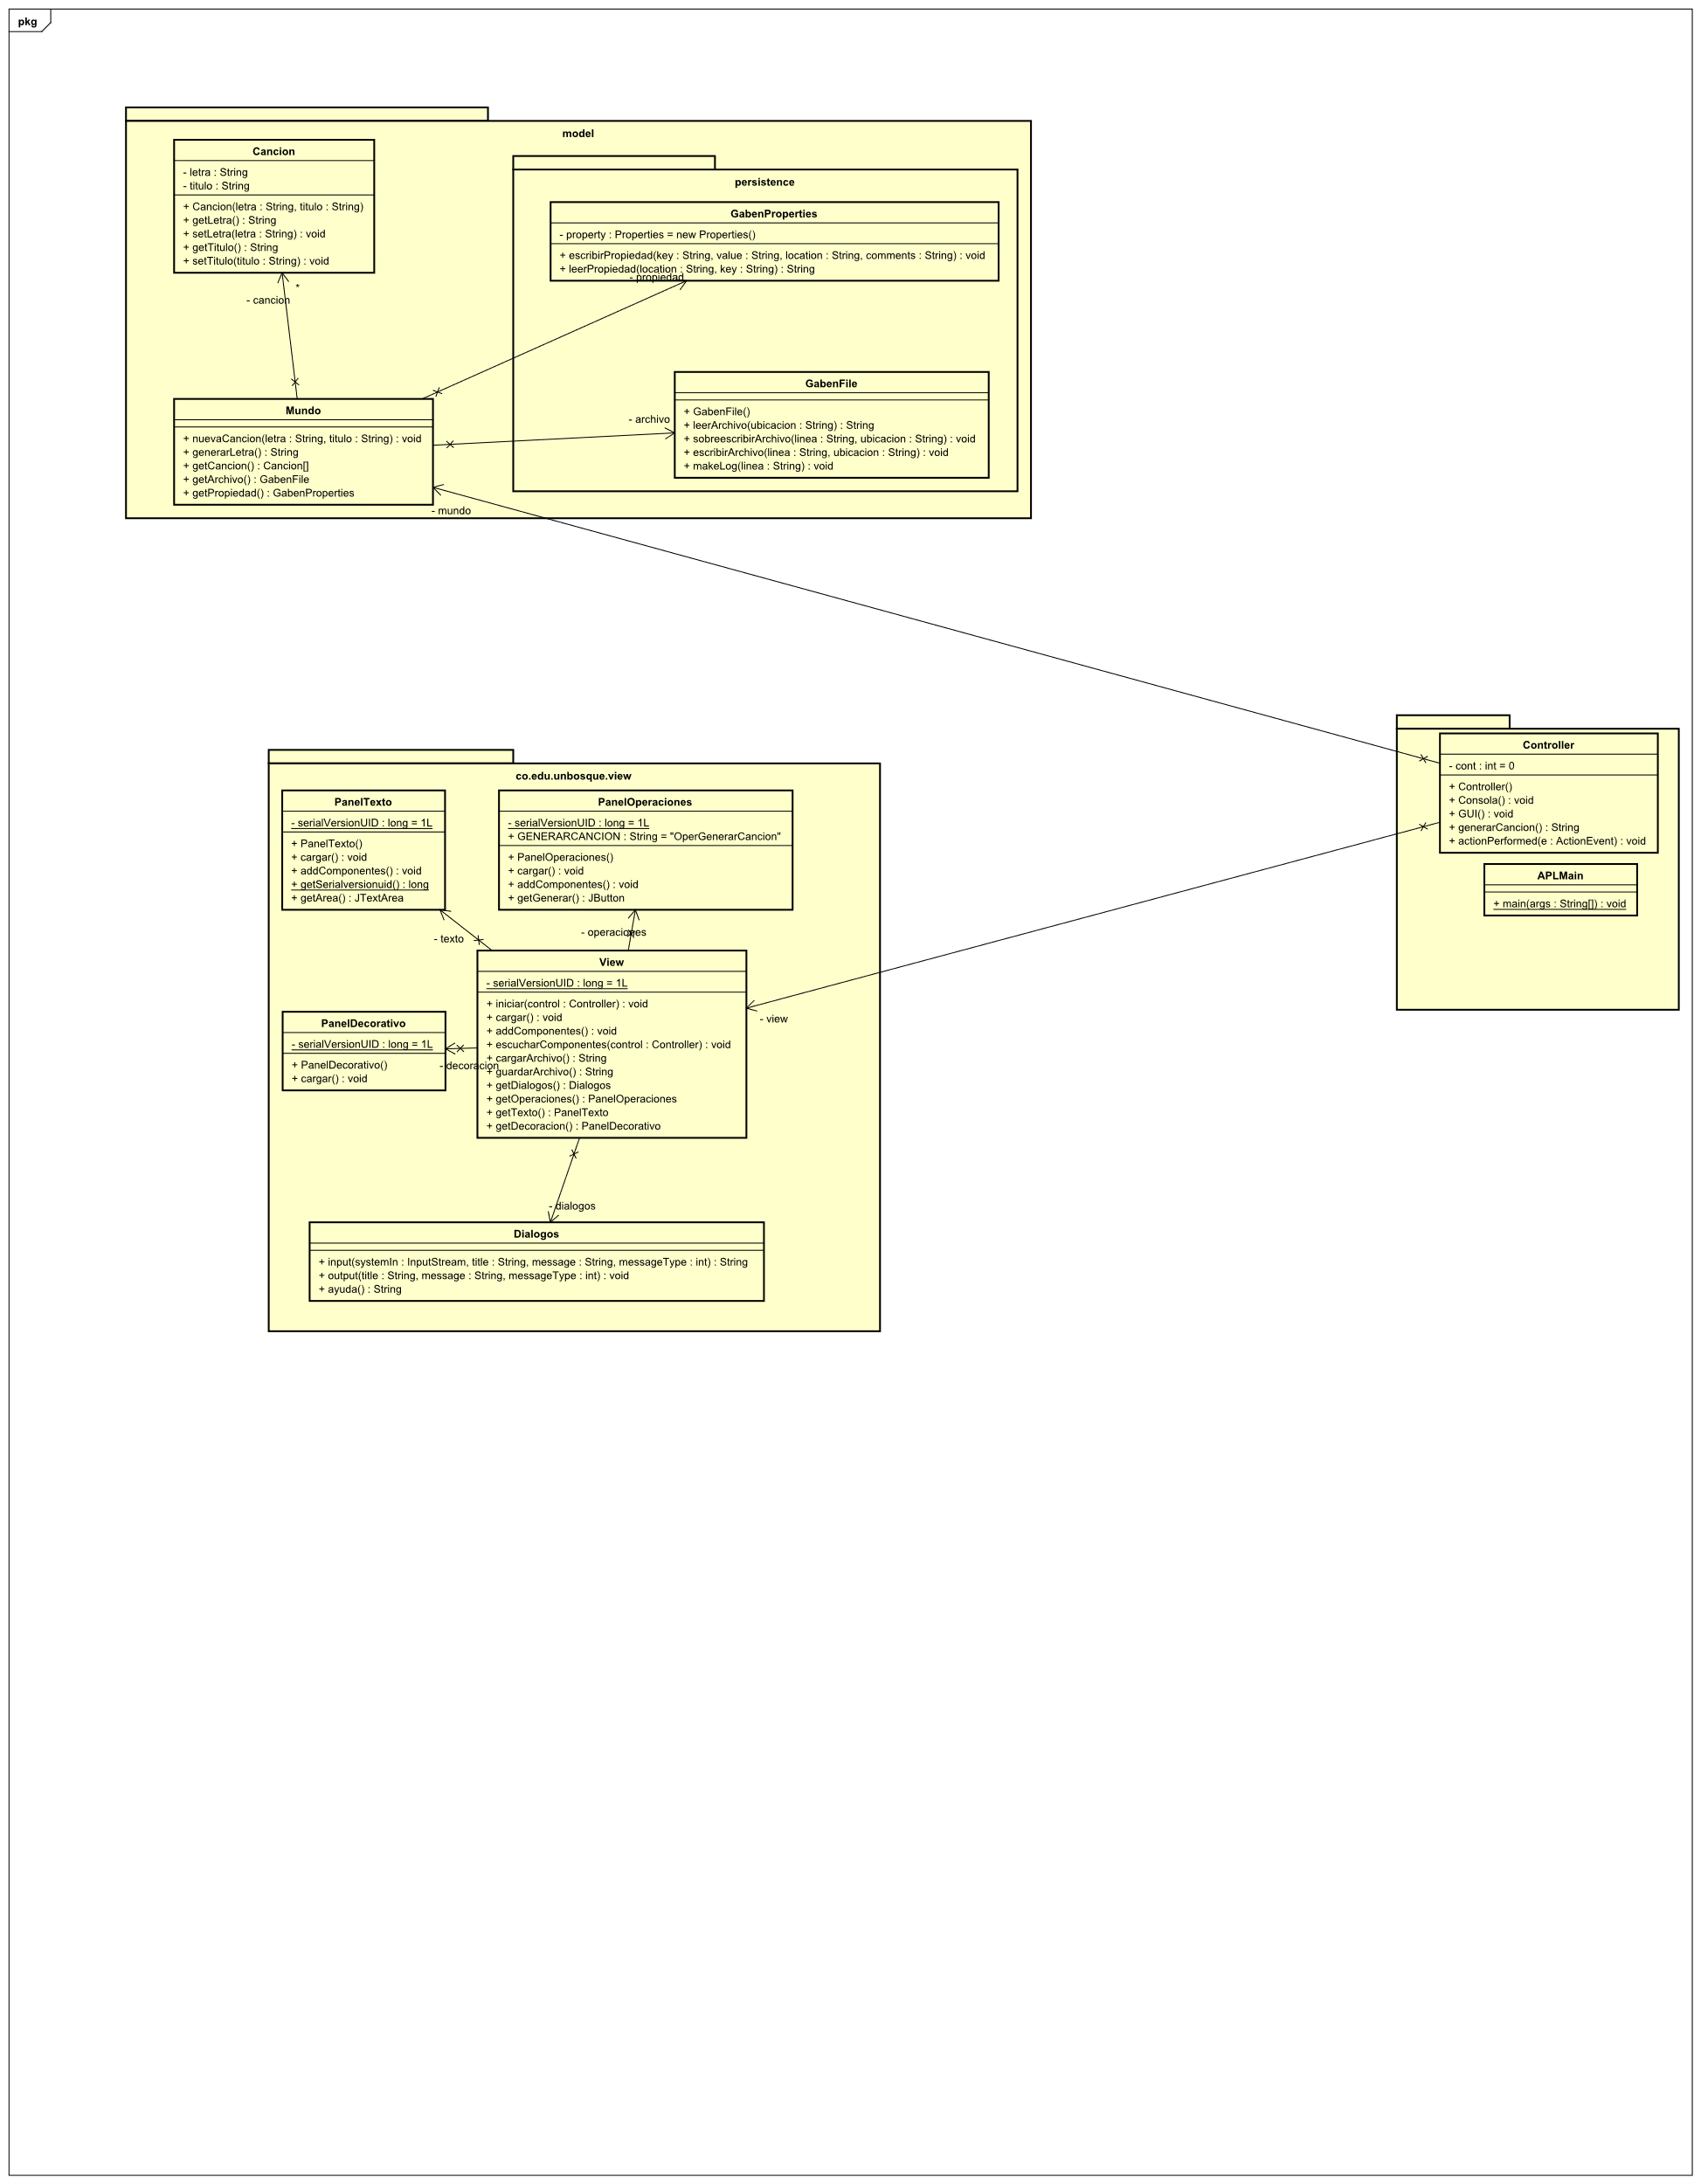 pkg
model
Cancion
- letra : String
- titulo : String
+ Cancion(letra : String, titulo : String)
+ getLetra() : String
+ setLetra(letra : String) : void
+ getTitulo() : String
+ setTitulo(titulo : String) : void
persistence
GabenProperties
- property : Properties = new Properties()
+ escribirPropiedad(key : String, value : String, location : String, comments : String) : void
+ leerPropiedad(location : String, key : String) : String
- propiedad
*
- cancion
GabenFile
+ GabenFile()
+ leerArchivo(ubicacion : String) : String
+ sobreescribirArchivo(linea : String, ubicacion : String) : void
+ escribirArchivo(linea : String, ubicacion : String) : void
+ makeLog(linea : String) : void
- archivo
Mundo
+ nuevaCancion(letra : String, titulo : String) : void
+ generarLetra() : String
+ getCancion() : Cancion[]
+ getArchivo() : GabenFile
+ getPropiedad() : GabenProperties
- mundo
Controller
- cont : int = 0
+ Controller()
+ Consola() : void
+ GUI() : void
+ generarCancion() : String
+ actionPerformed(e : ActionEvent) : void
APLMain
+ main(args : String[]) : void
co.edu.unbosque.view
PanelTexto
- serialVersionUID : long = 1L
+ PanelTexto()
+ cargar() : void
+ addComponentes() : void
+ getSerialversionuid() : long
+ getArea() : JTextArea
PanelOperaciones
- serialVersionUID : long = 1L
+ GENERARCANCION : String = "OperGenerarCancion"
+ PanelOperaciones()
+ cargar() : void
+ addComponentes() : void
+ getGenerar() : JButton
- texto
- operaciones
View
- serialVersionUID : long = 1L
+ iniciar(control : Controller) : void
+ cargar() : void
+ addComponentes() : void
+ escucharComponentes(control : Controller) : void
+ cargarArchivo() : String
+ guardarArchivo() : String
+ getDialogos() : Dialogos
+ getOperaciones() : PanelOperaciones
+ getTexto() : PanelTexto
+ getDecoracion() : PanelDecorativo
- view
PanelDecorativo
- serialVersionUID : long = 1L
+ PanelDecorativo()
+ cargar() : void
- decoracion
- dialogos
Dialogos
+ input(systemIn : InputStream, title : String, message : String, messageType : int) : String
+ output(title : String, message : String, messageType : int) : void
+ ayuda() : String